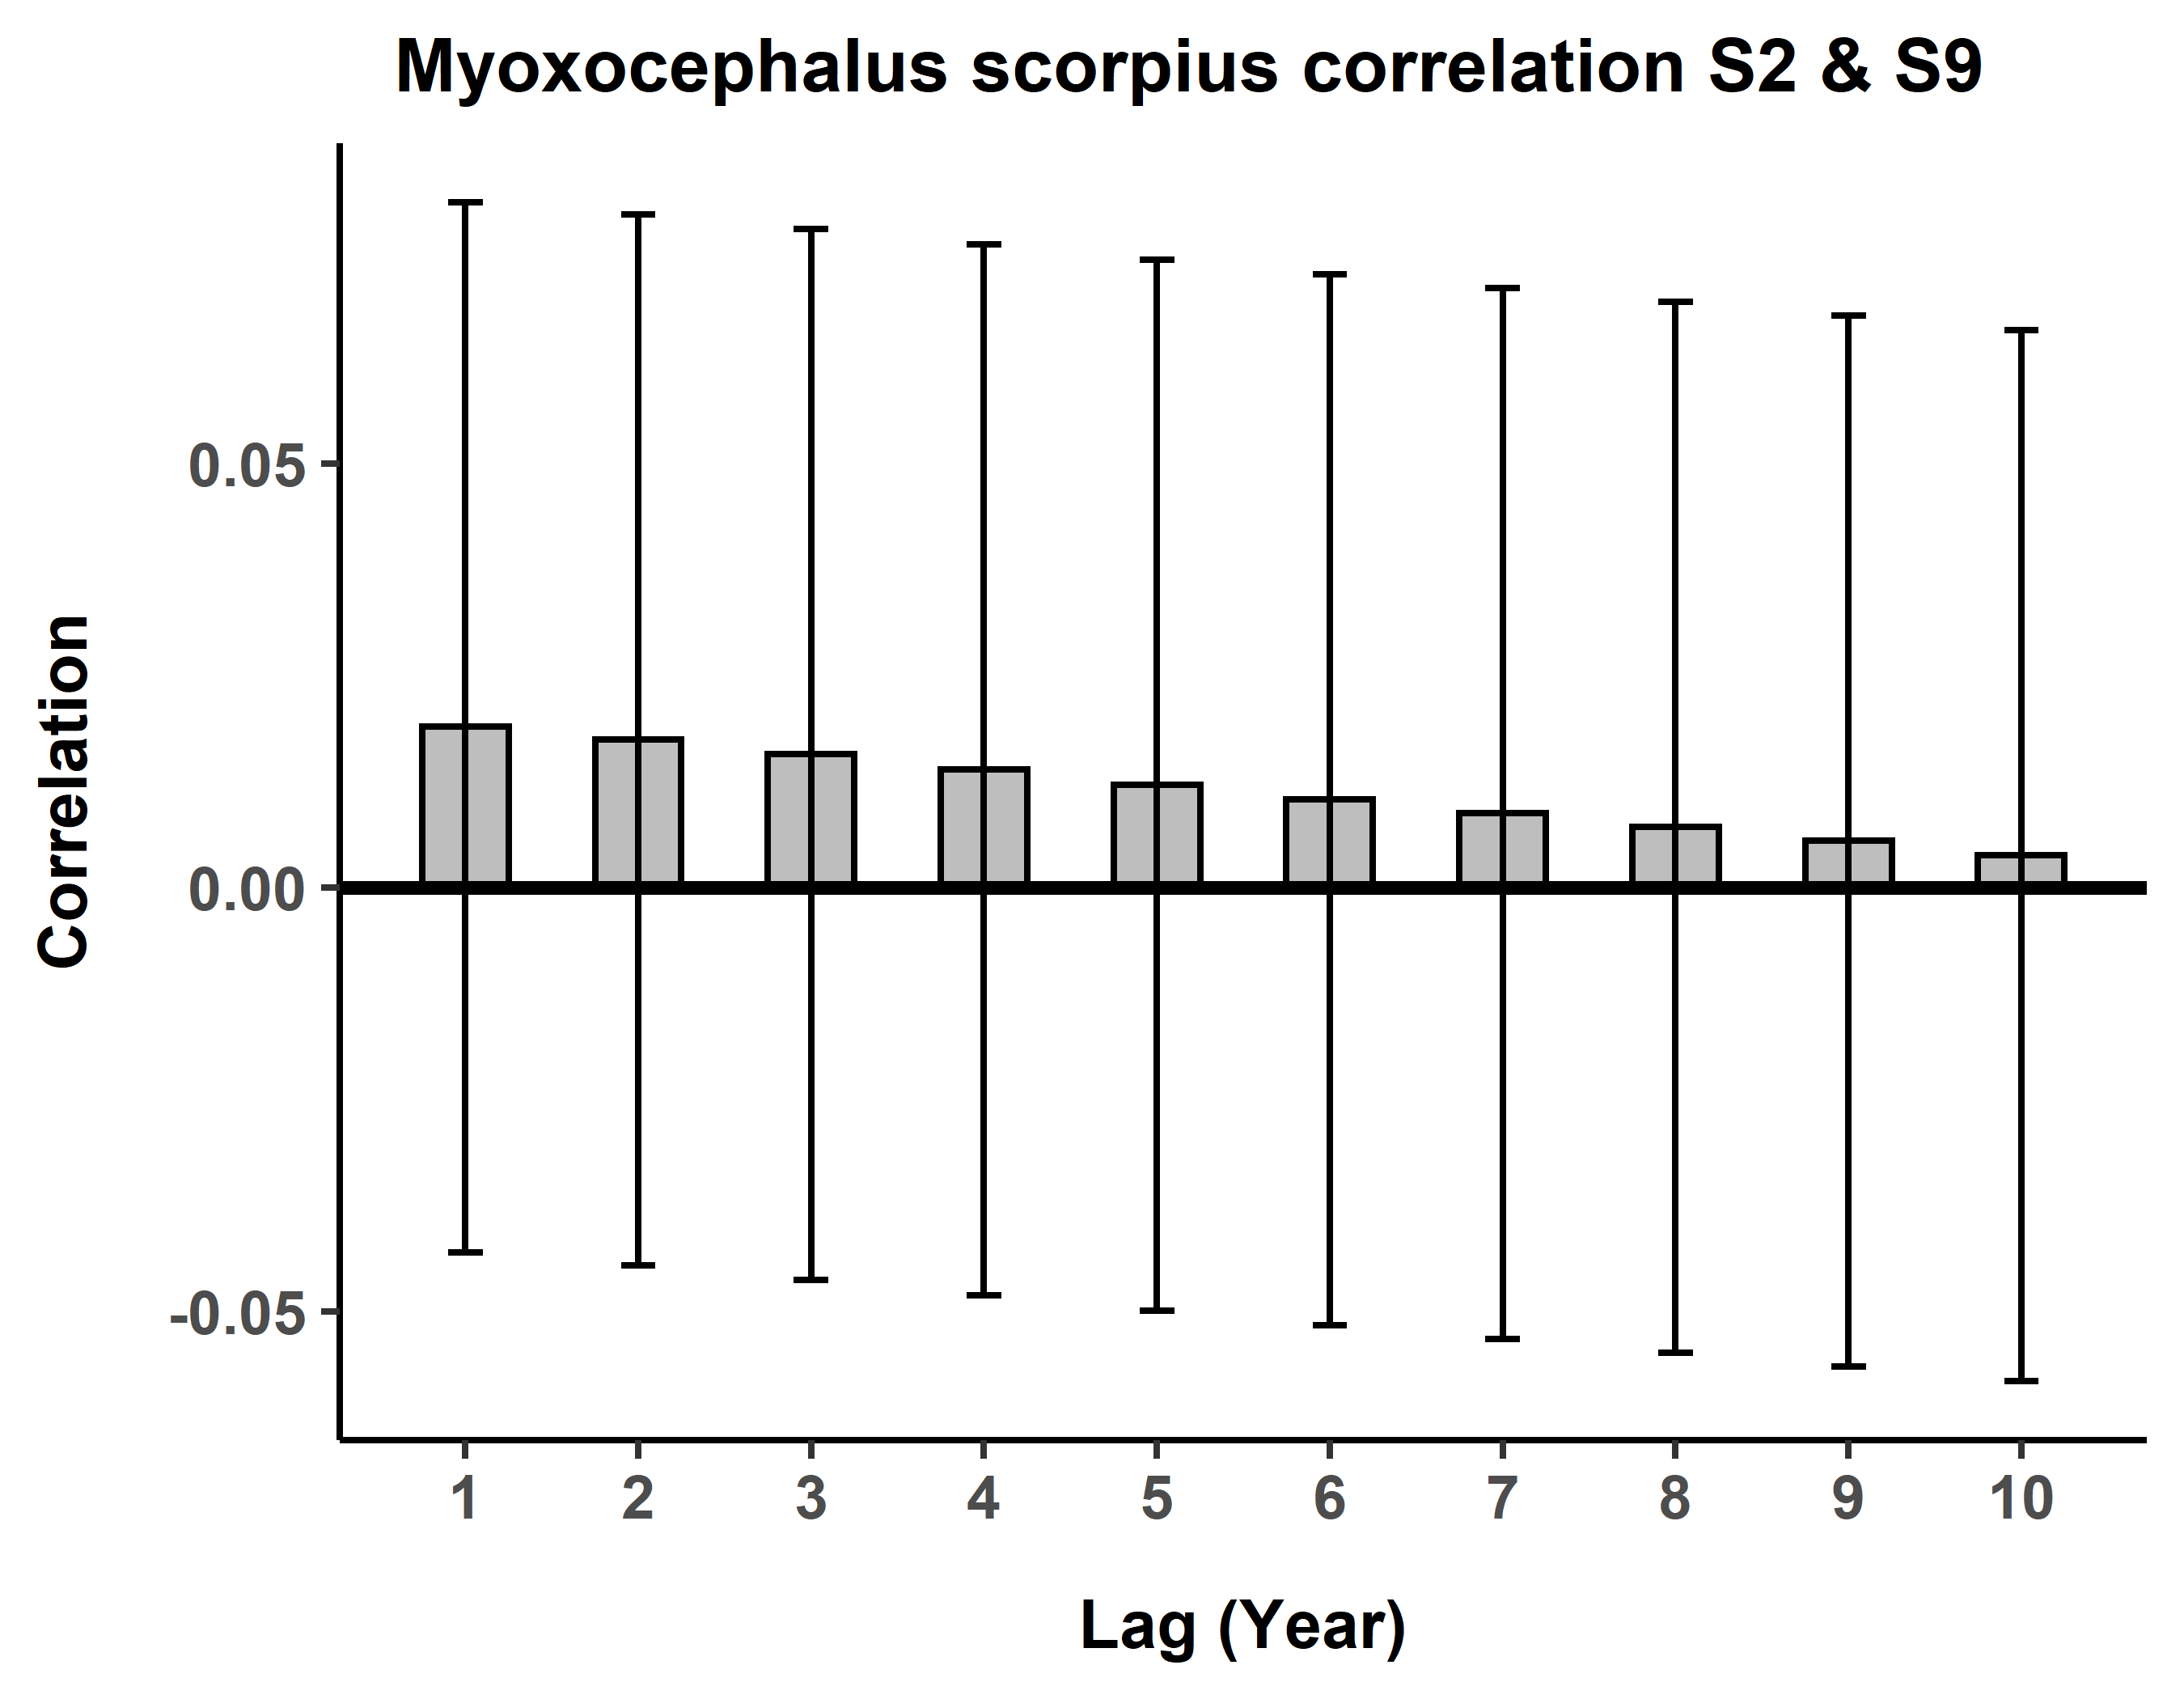 Myoxocephalus scorpius correlation S2 & S9
Correlation
0.05
0.00
-0.05
1 2 3 4 5 6 7 8 9 10
Lag (Year)